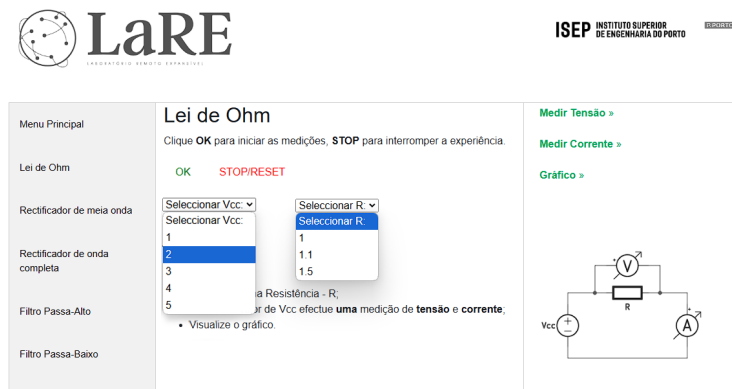 LaRE
LABORATÓRIO REMOTO EXPANSÍVEL
ISEP INSTITUTO SUPERIOR
DE ENGENHARIA DO PORTO
P.PORTO
Menu Principal
Lei de Ohm
Rectificador de meia onda
Rectificador de onda
completa
Filtro Passa-Alto
Filtro Passa-Baixo
Lei de Ohm
Clique OK para iniciar as medições, STOP para interromper a experiência.
OK STOP/RESET
Seleccionar Vcc: Seleccionar R:
Seleccionar Vcc:
1
2
3
4
5
Seleccionar R:
1
1.1
1.5
a Resistência - R;
or de Vcc efectue uma medição de tensão e corrente;
• Visualize o gráfico.
Medir Tensão »
Medir Corrente »
Gráfico »
V
R
Vcc
A